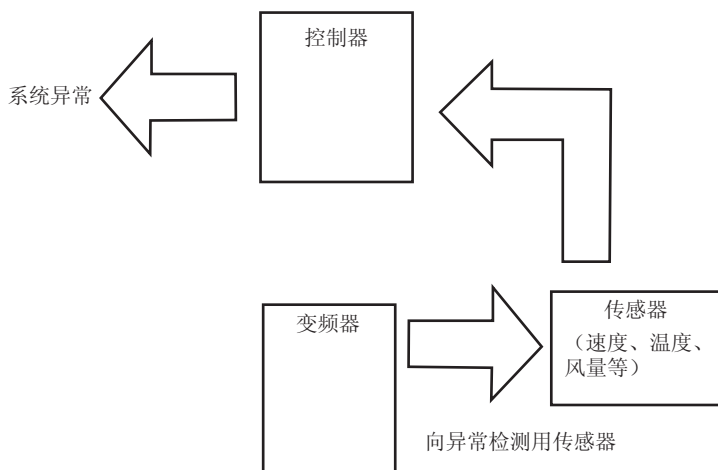 控制器
系统异常
变频器
传感器
（速度、温度、
风量等）
向异常检测用传感器